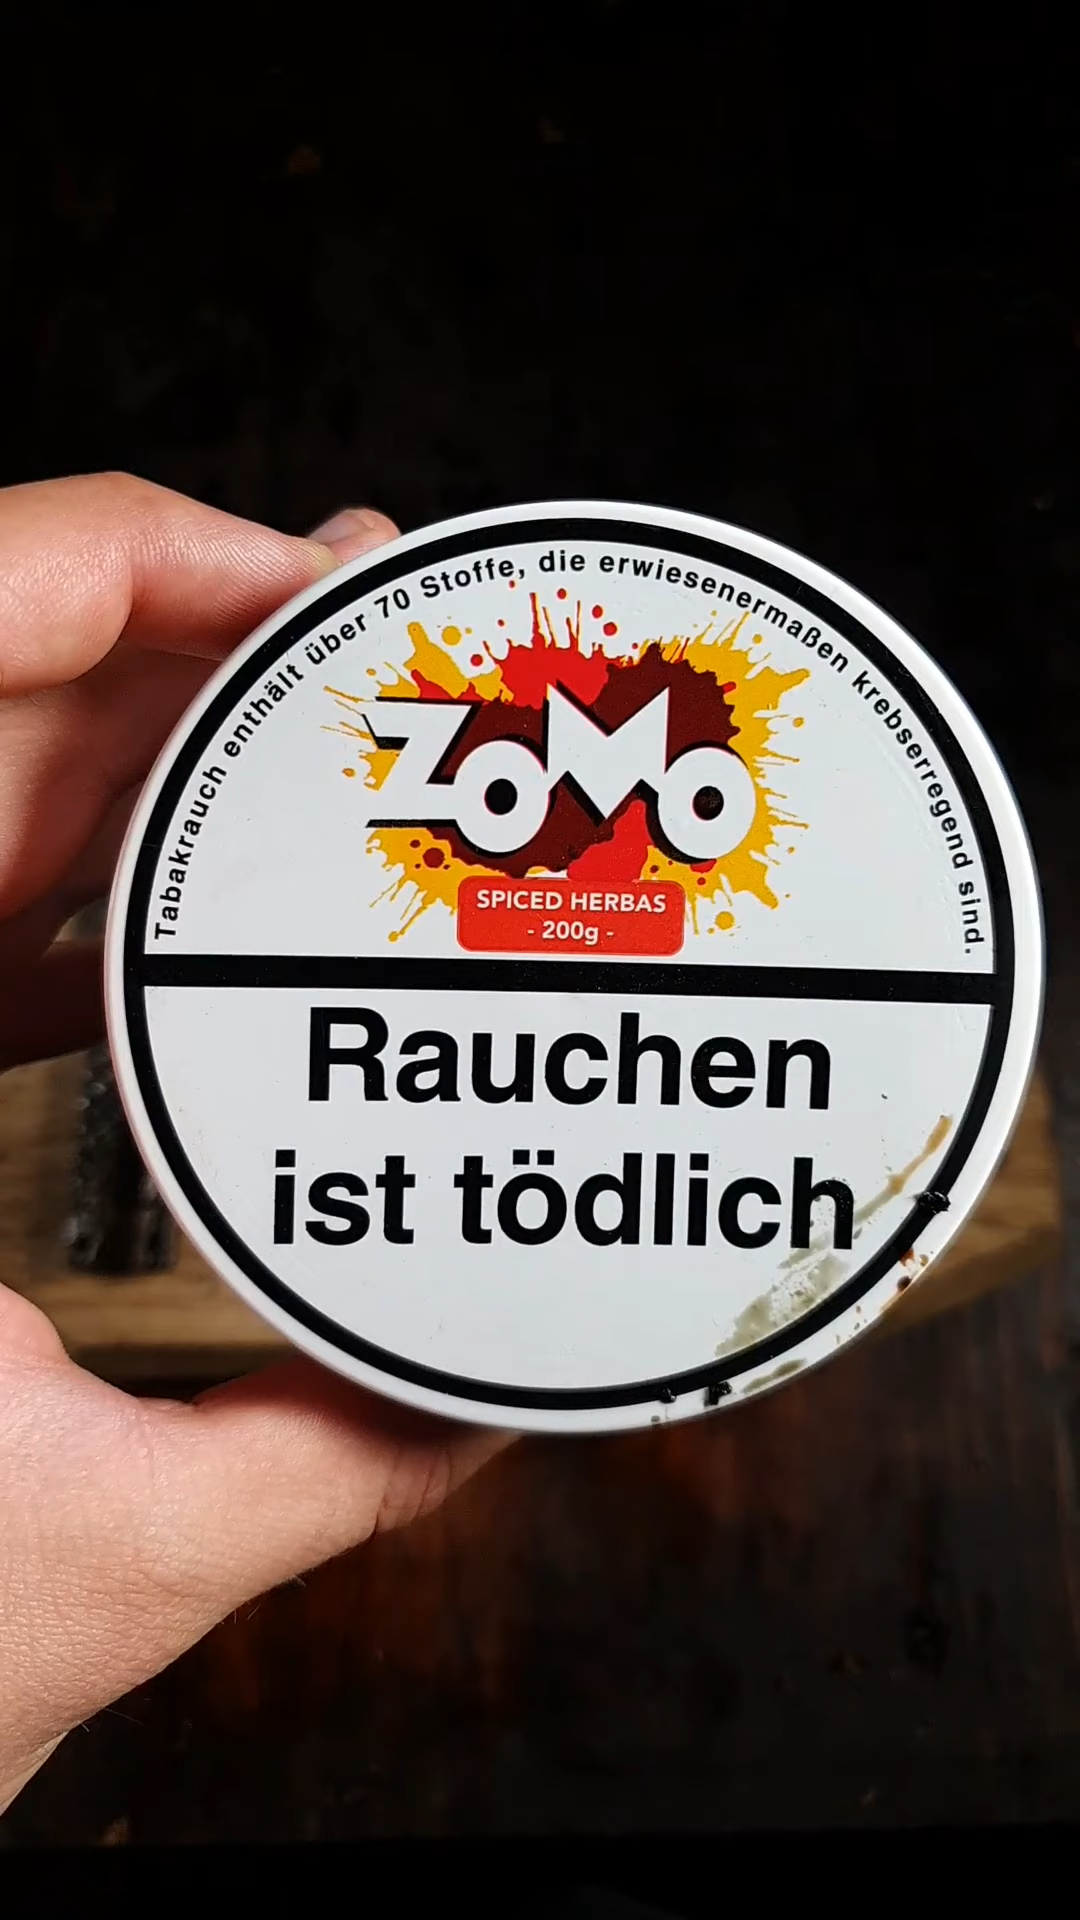 Tabakrauch enthält über 70 Stoffe, die erwiesenermaßen krebserregend sind.
ZOMO
SPICED HERBAS
- 200g -
Rauchen
ist tödlich